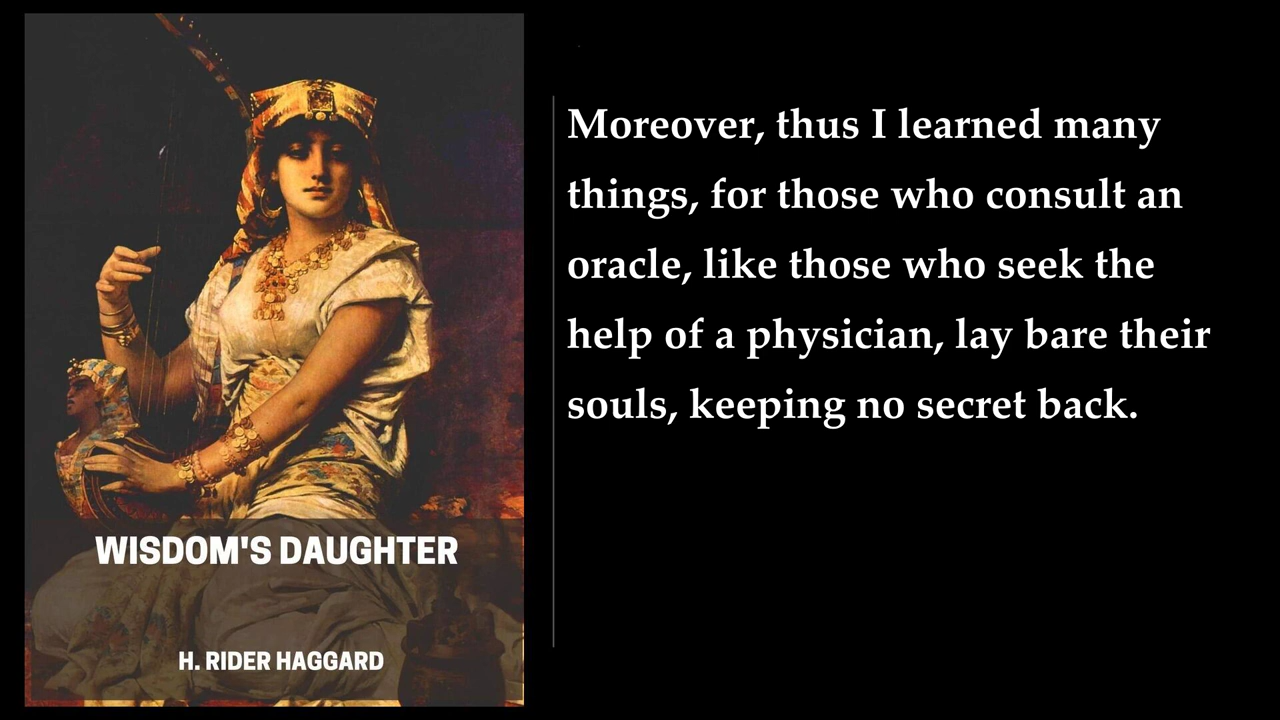 WISDOM'S DAUGHTER
H. RIDER HAGGARD
Moreover, thus I learned many
things, for those who consult an
oracle, like those who seek the
help of a physician, lay bare their
souls, keeping no secret back.